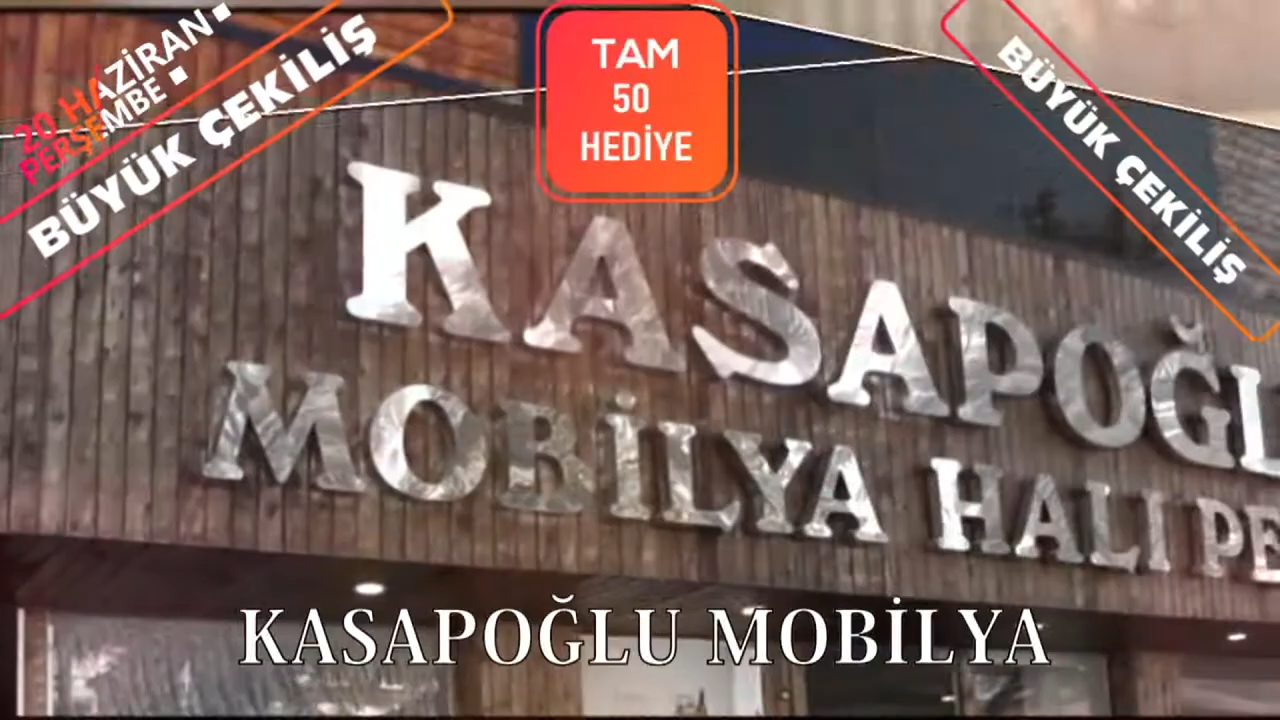 20 HAZİRAN
PERŞEMBE
BÜYÜK ÇEKİLİŞ
TAM
50
HEDİYE
BÜYÜK ÇEKİLİŞ
KASAPOĞL
MOBİLYA HALI PE
KASAPOĞLU MOBİLYA